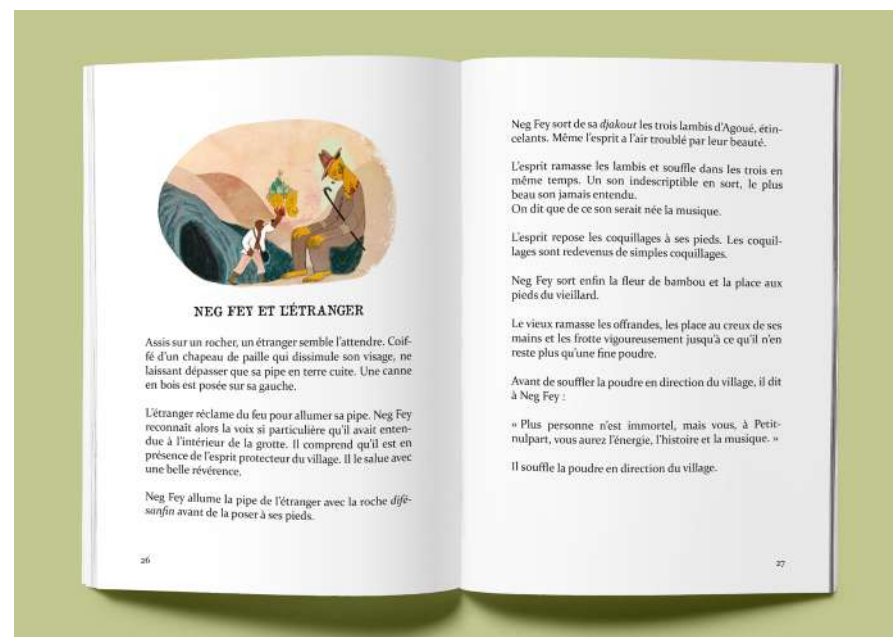 NEG FEY ET L'ÉTRANGER
Assis sur un rocher, un étranger semble l'attendre. Coif-
fé d'un chapeau de paille qui dissimule son visage, ne
laissant dépasser que sa pipe en terre cuite. Une canne
en bois est posée sur sa gauche.
L'étranger réclame du feu pour allumer sa pipe. Neg Fey
reconnaît alors la voix si particulière qu'il avait enten-
due à l'intérieur de la grotte. Il comprend qu'il est en
présence de l'esprit protecteur du village. Il le salue avec
une belle révérence.
Neg Fey allume la pipe de l'étranger avec la roche difé-
sanfin avant de la poser à ses pieds.
26
Neg Fey sort de sa djakout les trois lambis d'Agoué, étin-
celants. Même l'esprit a l'air troublé par leur beauté.
L'esprit ramasse les lambis et souffle dans les trois en
même temps. Un son indescriptible en sort, le plus
beau son jamais entendu.
On dit que de ce son serait née la musique.
L'esprit repose les coquillages à ses pieds. Les coquil-
lages sont redevenus de simples coquillages.
Neg Fey sort enfin la fleur de bambou et la place aux
pieds du vieillard.
Le vieux ramasse les offrandes, les place au creux de ses
mains et les frotte vigoureusement jusqu'à ce qu'il n'en
reste plus qu'une fine poudre.
Avant de souffler la poudre en direction du village, il dit
à Neg Fey :
« Plus personne n'est immortel, mais vous, à Petit-
nulpart, vous aurez l'énergie, l'histoire et la musique. »
Il souffle la poudre en direction du village.
27